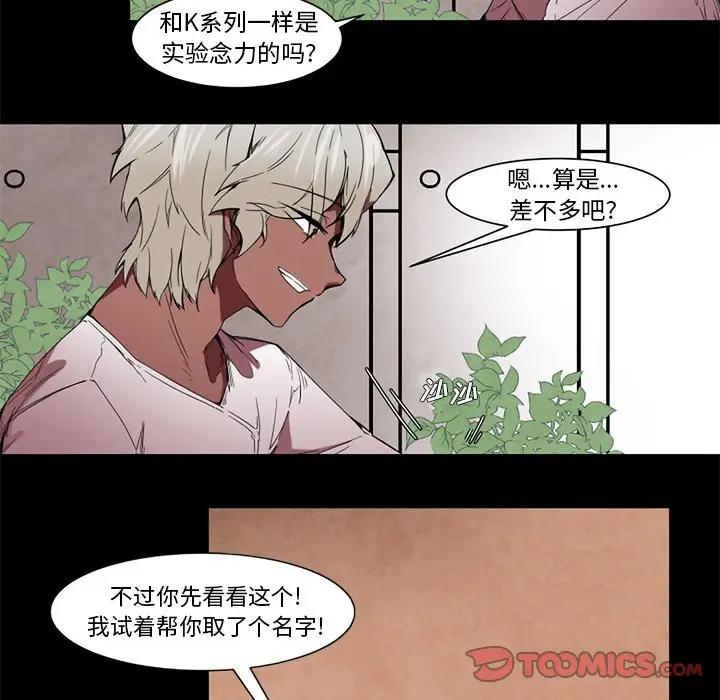 和K系列一样是
实验念力的吗?
嗯...算是...
差不多吧?
沙沙
不过你先看看这个!
我试着帮你取了个名字!
TOOMICS.COM